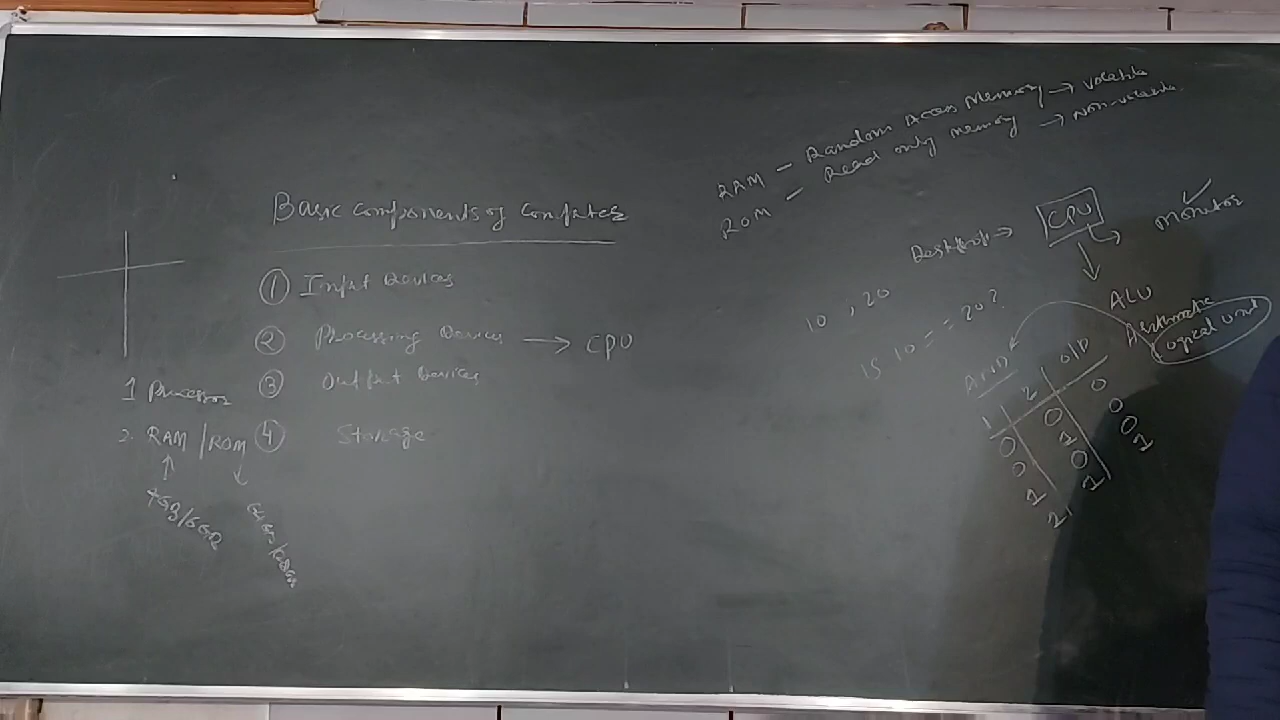 RAM - Random Access Memory → volatile
ROM - Read only memory → Non-volatile
Basic Components of Computer
① Input Devices
② Processing Devices → CPU
③ Output Devices
④ Storage
1 Processor
2. RAM / ROM
Desktop → CPU
Monitor
ALU
Arithmetic
Logical Unit
10, 20
Is 10 == 20?
AND
1 2 O/P
0 0 0
0 1 0
1 0 0
1 1 1